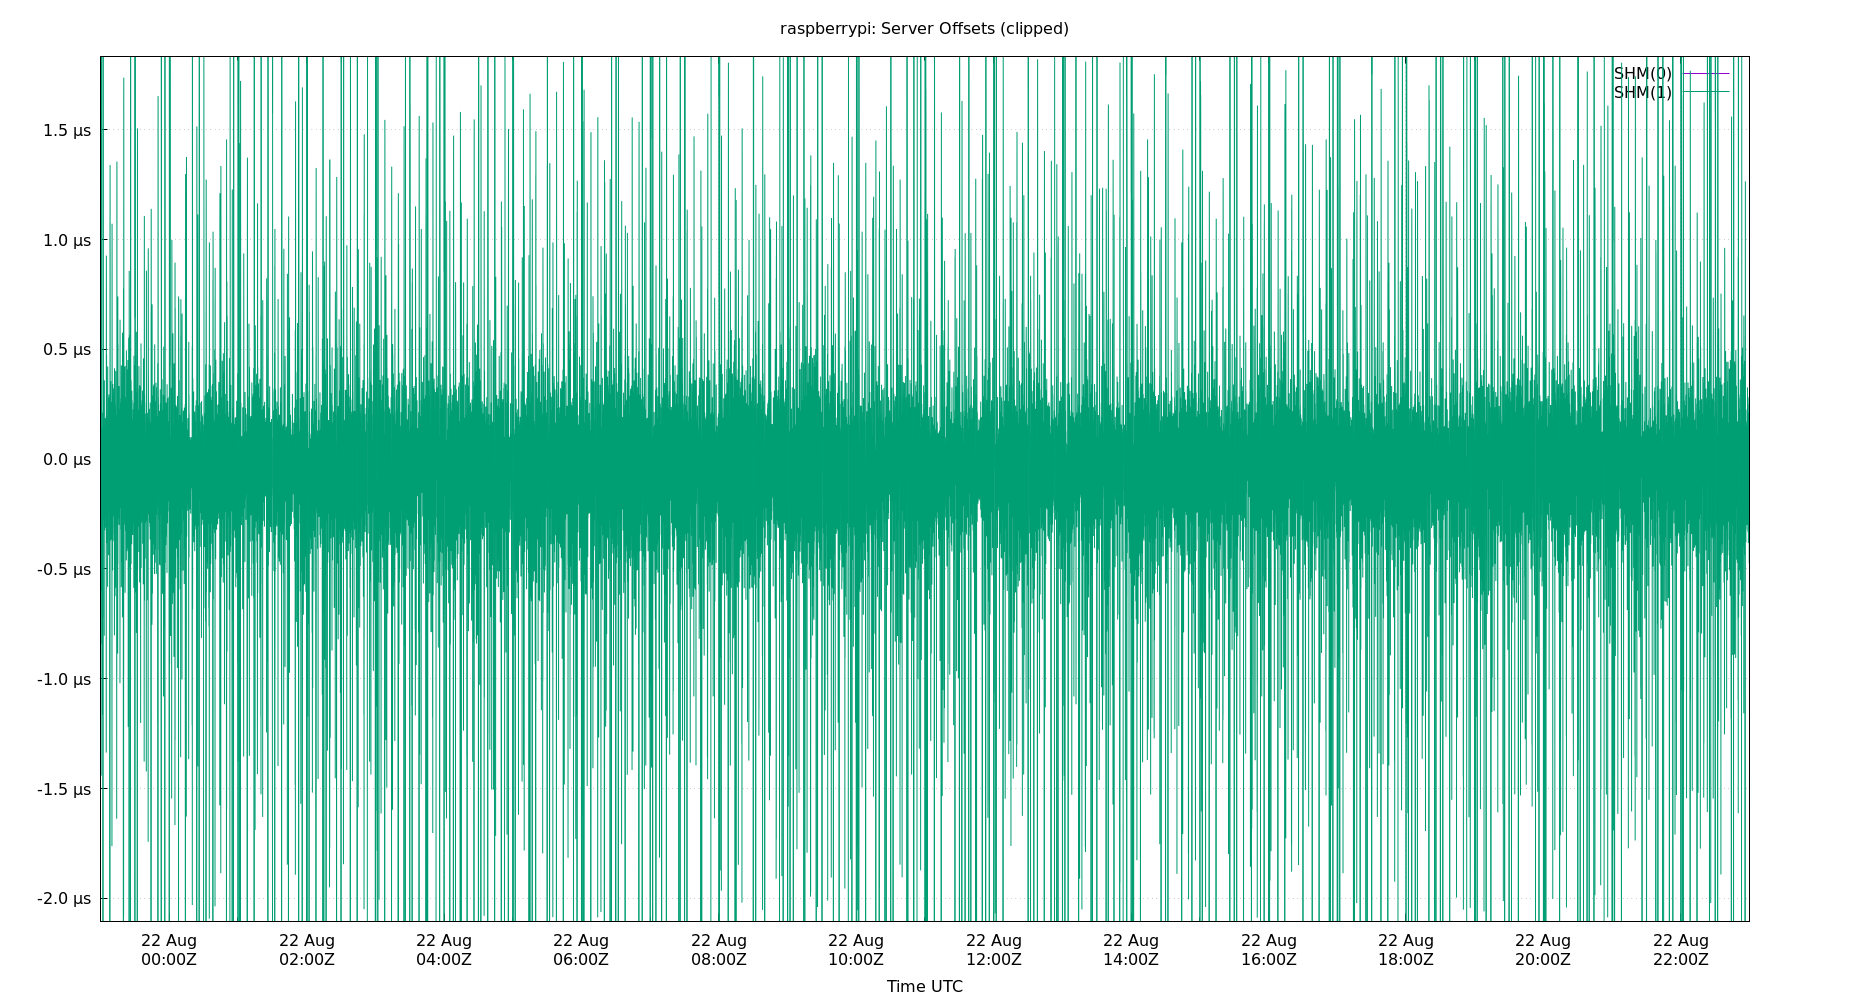 raspberrypi: Server Offsets (clipped)
SHM(0)
SHM(1)
1.5 µs
1.0 µs
0.5 µs
0.0 µs
-0.5 µs
-1.0 µs
-1.5 µs
-2.0 µs
22 Aug 22 Aug 22 Aug 22 Aug 22 Aug 22 Aug 22 Aug 22 Aug 22 Aug 22 Aug 22 Aug 22 Aug
00:00Z 02:00Z 04:00Z 06:00Z 08:00Z 10:00Z 12:00Z 14:00Z 16:00Z 18:00Z 20:00Z 22:00Z
Time UTC